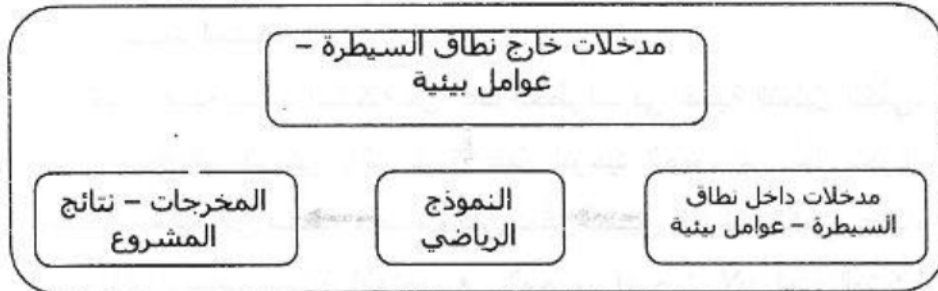 مدخلات خارج نطاق السيطرة –
عوامل بيئية
مدخلات داخل نطاق
السيطرة – عوامل بيئية
النموذج
الرياضي
المخرجات – نتائج
المشروع